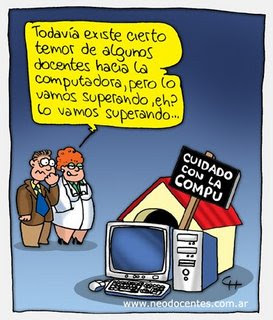 Todavía existe cierto
temor de algunos
docentes hacia la
computadora, pero lo
vamos superando, eh?
lo vamos superando...
CUIDADO
CON LA
COMPU
www.neodocentes.com.ar